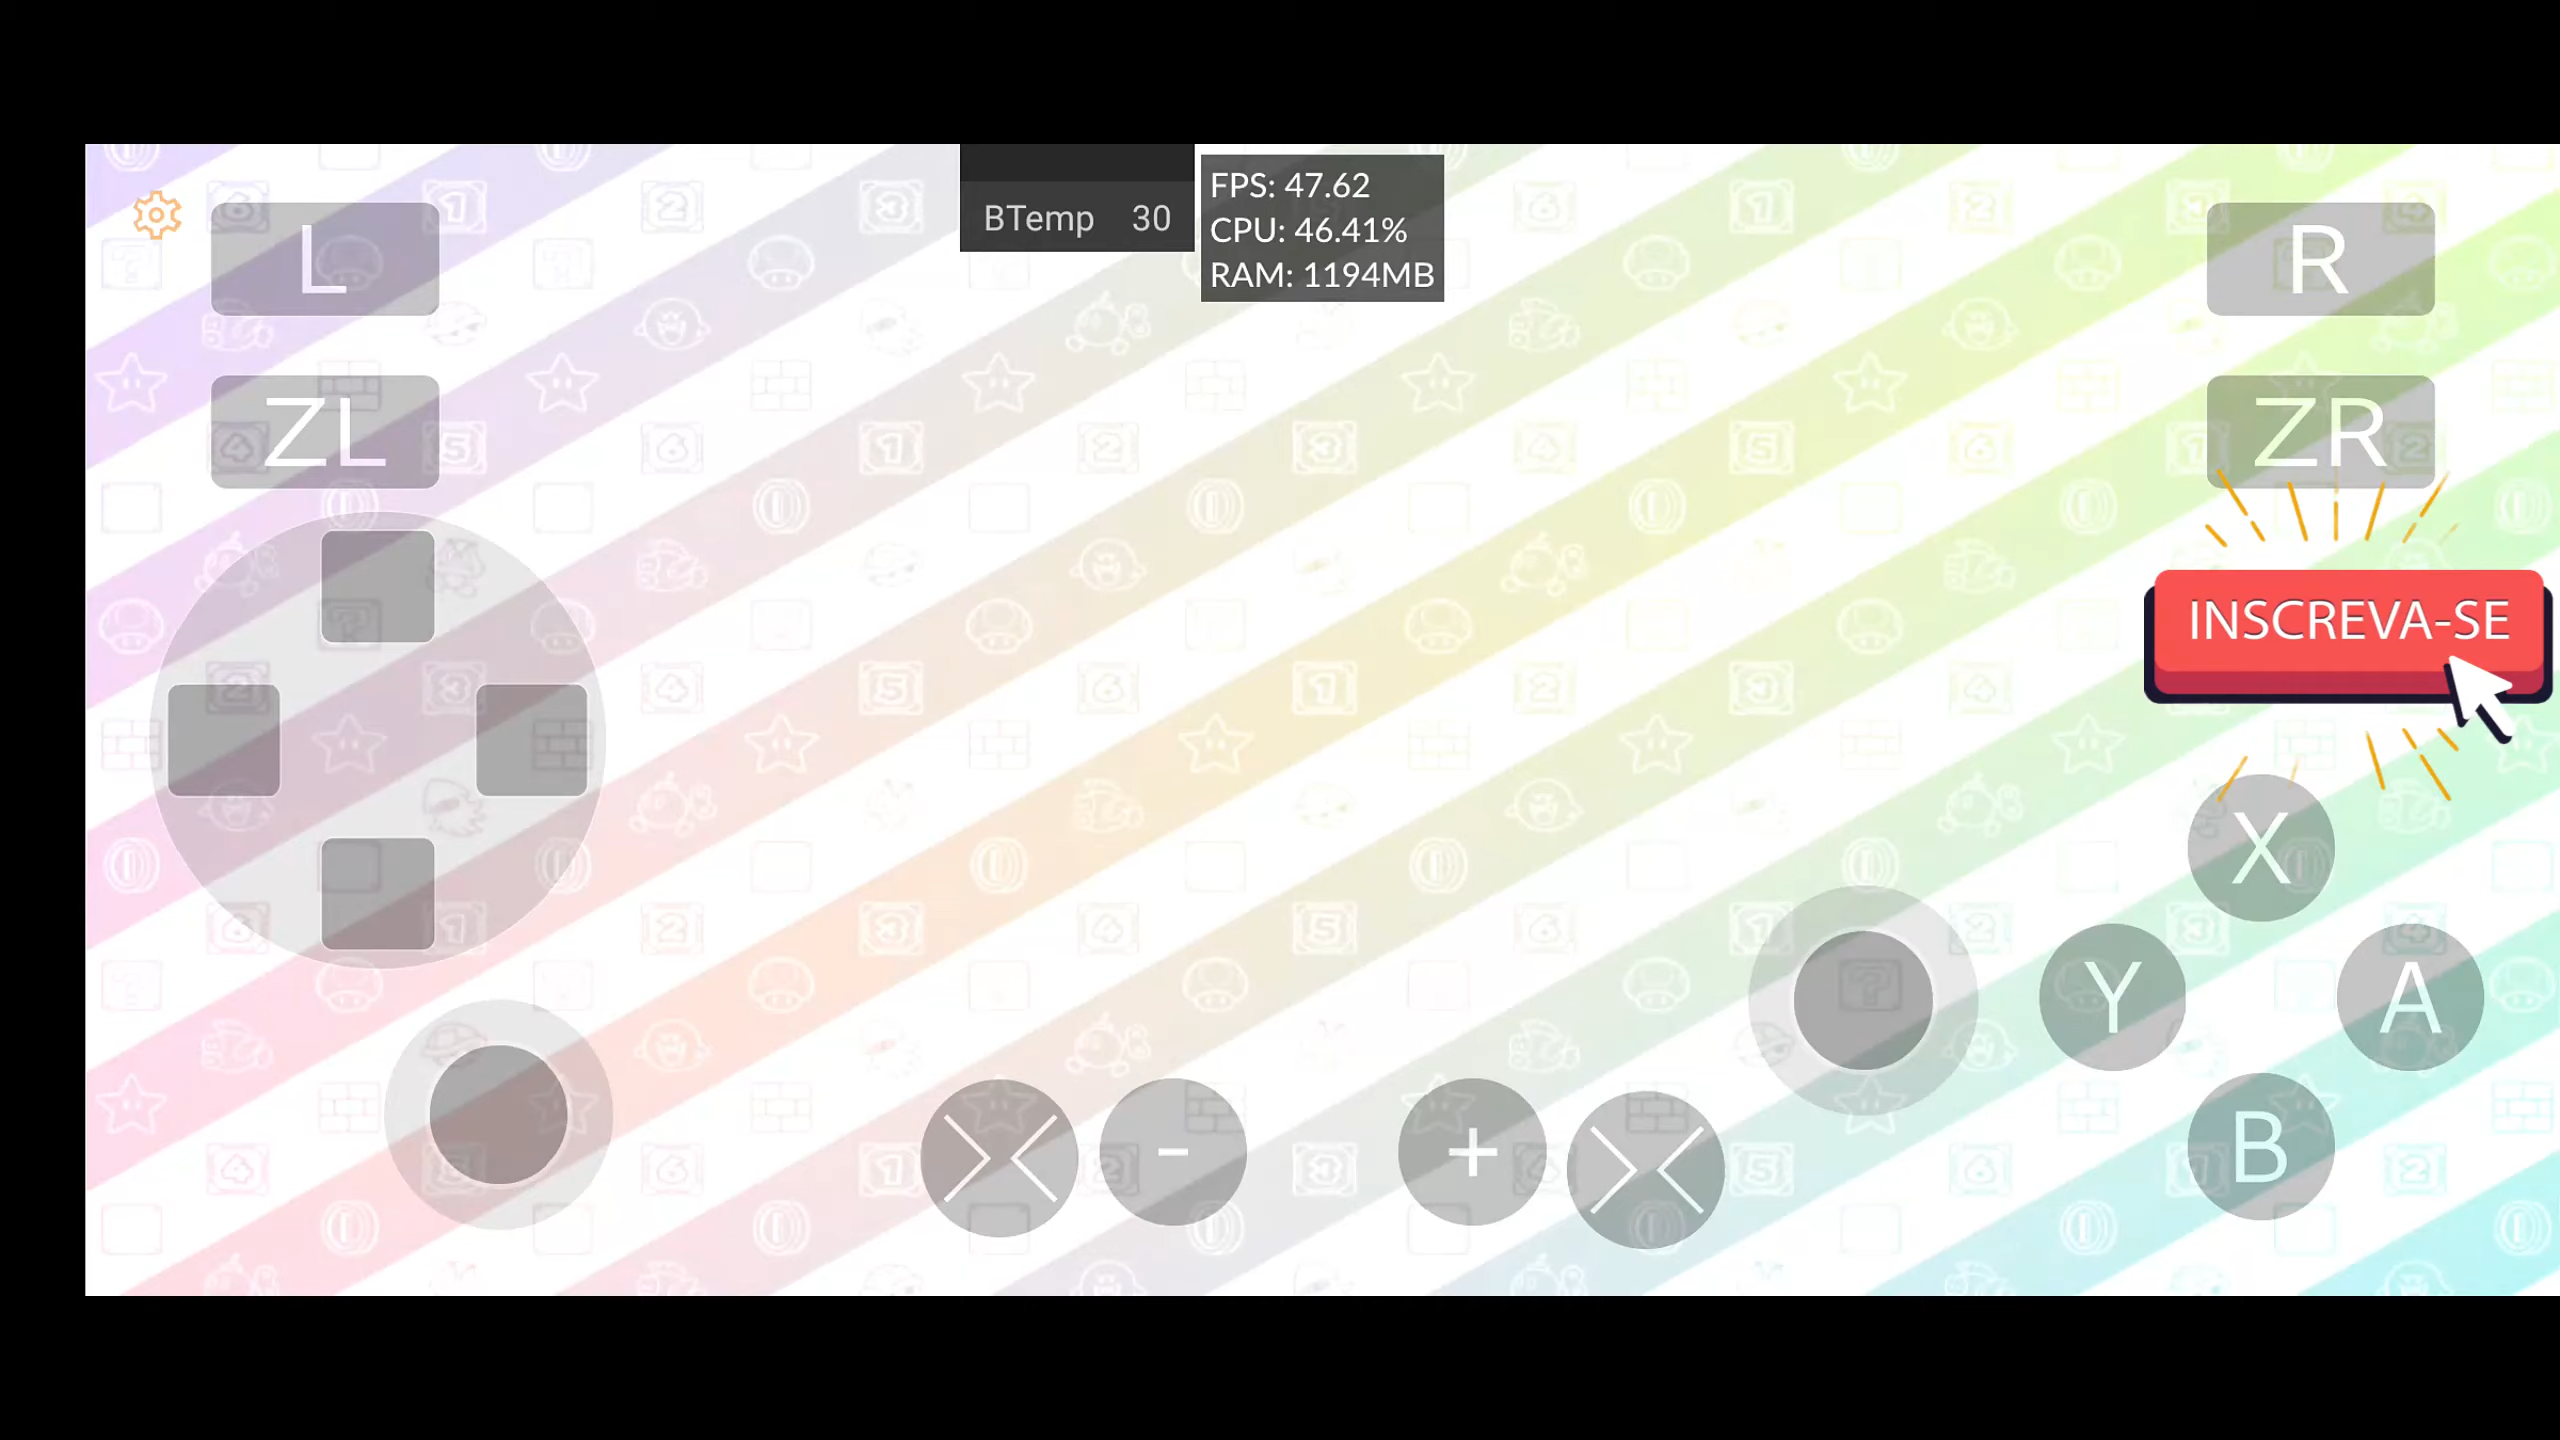 BTemp 30
FPS: 47.62
CPU: 46.41%
RAM: 1194MB
L
R
ZL
ZR
INSCREVA-SE
X
Y
A
B
-
+